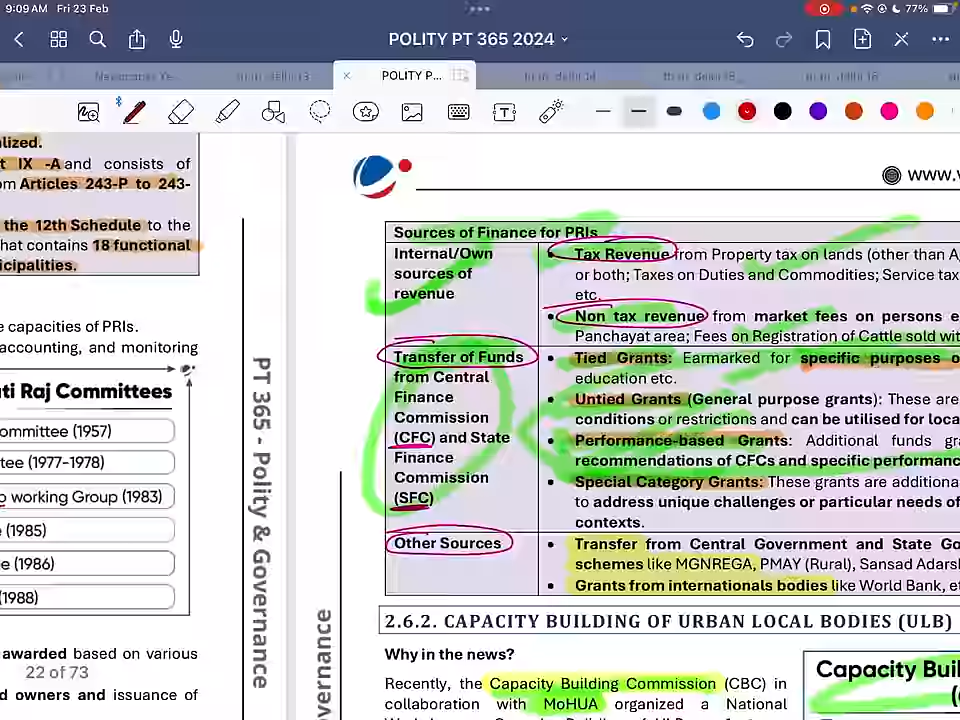 9:09 AM Fri 23 Feb
77%
POLITY PT 365 2024
POLITY P...
alized.
t IX -A and consists of
om Articles 243-P to 243-
the 12th Schedule to the
hat contains 18 functional
icipalities.
e capacities of PRIs.
accounting, and monitoring
ti Raj Committees
ommittee (1957)
tee (1977-1978)
o working Group (1983)
e (1985)
ee (1986)
(1988)
awarded based on various
22 of 73
d owners and issuance of
PT 365 - Polity & Governance
vernance
www.v
Sources of Finance for PRIs
Internal/Own
sources of
revenue
• Tax Revenue from Property tax on lands (other than A
or both; Taxes on Duties and Commodities; Service tax
etc.
• Non tax revenue from market fees on persons e
Panchayat area; Fees on Registration of Cattle sold wit
Transfer of Funds
from Central
Finance
Commission
(CFC) and State
Finance
Commission
(SFC)
• Tied Grants: Earmarked for specific purposes o
education etc.
• Untied Grants (General purpose grants): These are
conditions or restrictions and can be utilised for loca
• Performance-based Grants: Additional funds gra
recommendations of CFCs and specific performanc
• Special Category Grants: These grants are additiona
to address unique challenges or particular needs of
contexts.
Other Sources
• Transfer from Central Government and State Go
schemes like MGNREGA, PMAY (Rural), Sansad Adars
• Grants from internationals bodies like World Bank, e
2.6.2. CAPACITY BUILDING OF URBAN LOCAL BODIES (ULB)
Why in the news?
Recently, the Capacity Building Commission (CBC) in
collaboration with MoHUA organized a National
Capacity Buil